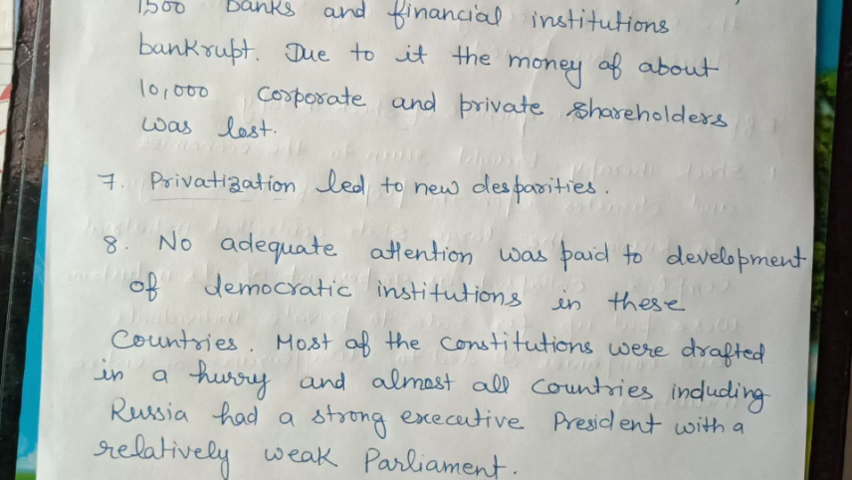 1,500 banks and financial institutions
bankrupt. Due to it the money of about
10,000 corporate and private shareholders
was lost.
7. Privatization led to new desparities.
8. No adequate attention was paid to development
of democratic institutions in these
Countries. Most of the constitutions were drafted
in a hurry and almost all countries including
Russia had a strong executive President with a
relatively weak Parliament.